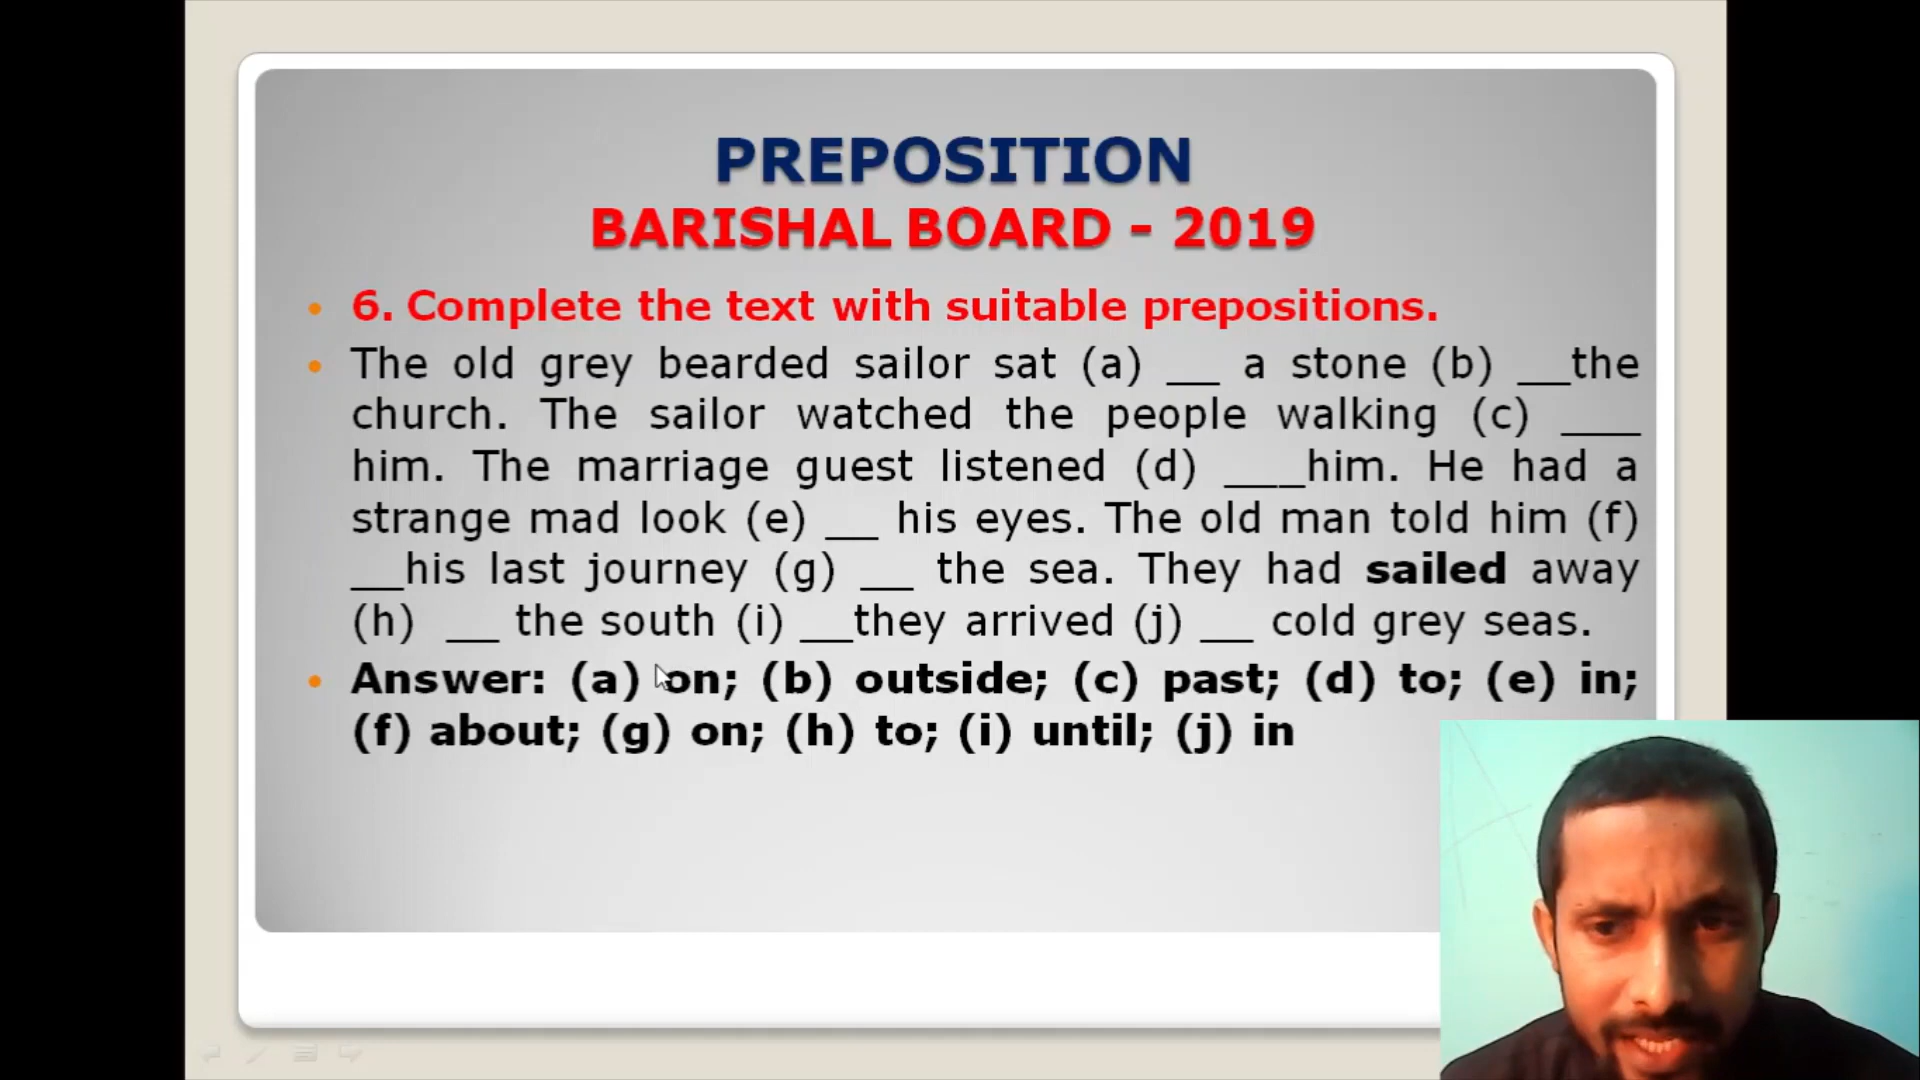 PREPOSITION
BARISHAL BOARD - 2019
• 6. Complete the text with suitable prepositions.
• The old grey bearded sailor sat (a) __ a stone (b) __the
church. The sailor watched the people walking (c) ___
him. The marriage guest listened (d) ___him. He had a
strange mad look (e) __ his eyes. The old man told him (f)
__his last journey (g) __ the sea. They had sailed away
(h) __ the south (i) __they arrived (j) __ cold grey seas.
• Answer: (a) on; (b) outside; (c) past; (d) to; (e) in;
(f) about; (g) on; (h) to; (i) until; (j) in